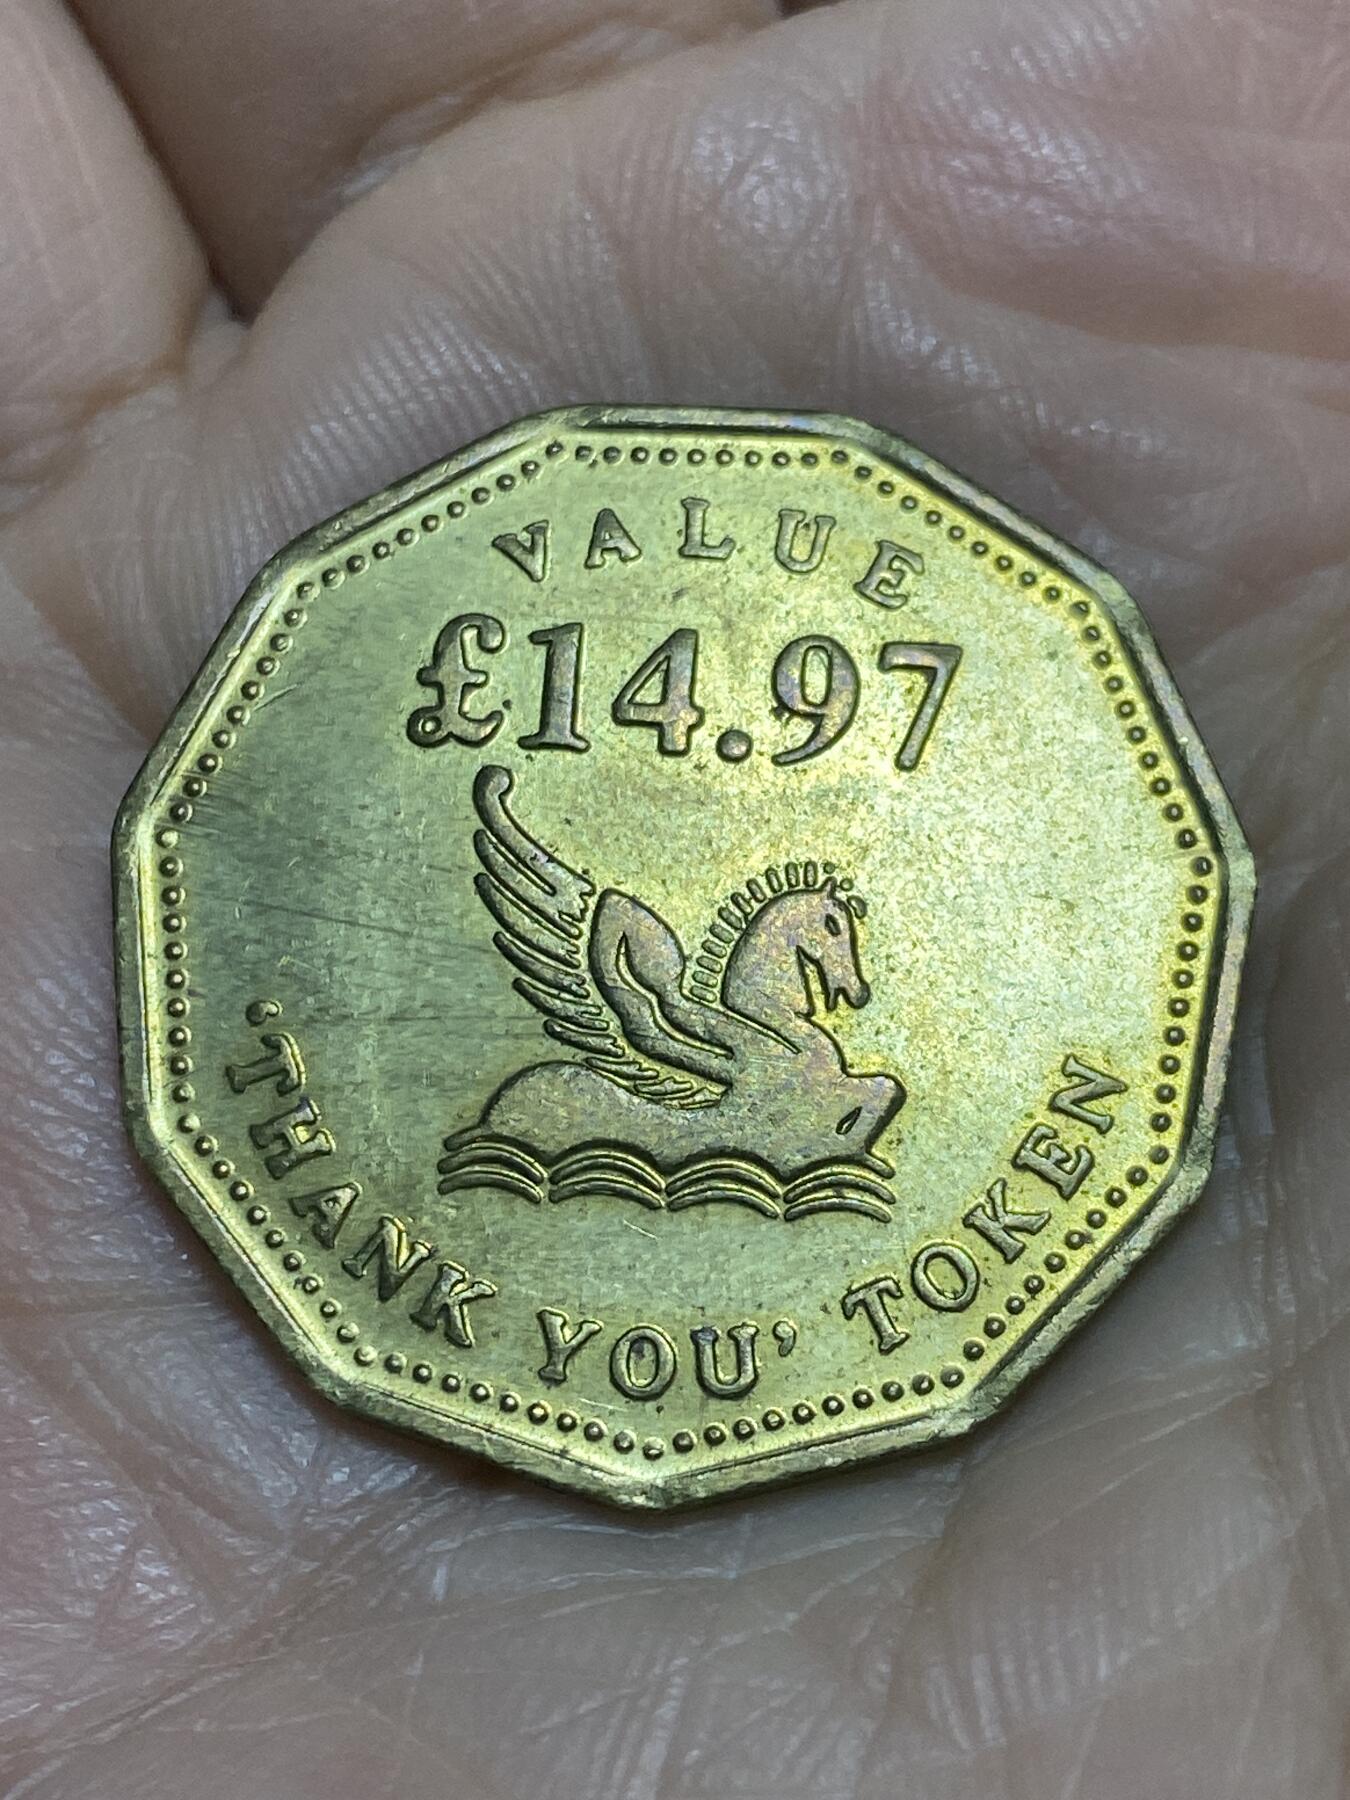 VALUE
£14.97
‘THANK YOU’ TOKEN